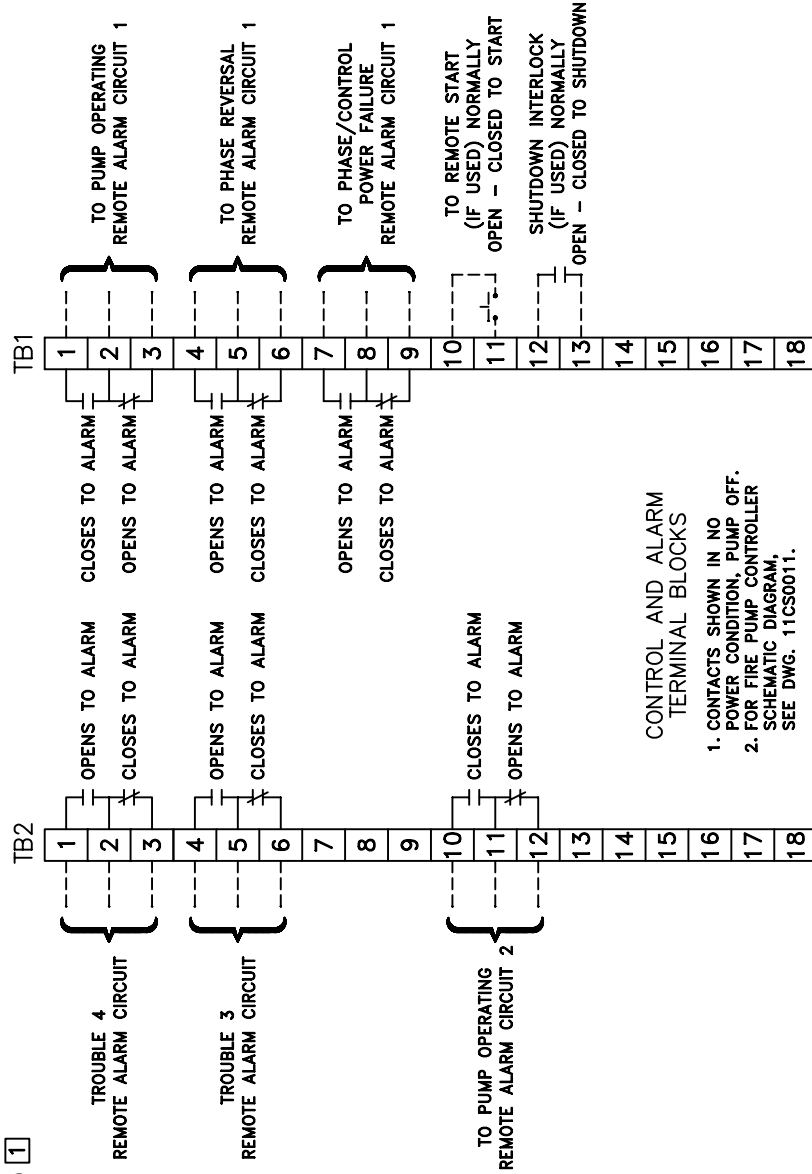 1
TB1
1
2
3
4
5
6
7
8
9
10
11
12
13
14
15
16
17
18
TO PUMP OPERATING
REMOTE ALARM CIRCUIT 1
TO PHASE REVERSAL
REMOTE ALARM CIRCUIT 1
TO PHASE/CONTROL
POWER FAILURE
REMOTE ALARM CIRCUIT 1
TO REMOTE START
(IF USED) NORMALLY
OPEN - CLOSED TO START
SHUTDOWN INTERLOCK
(IF USED) NORMALLY
OPEN - CLOSED TO SHUTDOWN
CLOSES TO ALARM
OPENS TO ALARM
OPENS TO ALARM
CLOSES TO ALARM
OPENS TO ALARM
CLOSES TO ALARM
TB2
1
2
3
4
5
6
7
8
9
10
11
12
13
14
15
16
17
18
OPENS TO ALARM
CLOSES TO ALARM
OPENS TO ALARM
CLOSES TO ALARM
CLOSES TO ALARM
OPENS TO ALARM
TROUBLE 4
REMOTE ALARM CIRCUIT
TROUBLE 3
REMOTE ALARM CIRCUIT
TO PUMP OPERATING
REMOTE ALARM CIRCUIT 2
CONTROL AND ALARM
TERMINAL BLOCKS
1. CONTACTS SHOWN IN NO
POWER CONDITION, PUMP OFF.
2. FOR FIRE PUMP CONTROLLER
SCHEMATIC DIAGRAM,
SEE DWG. 11CS0011.